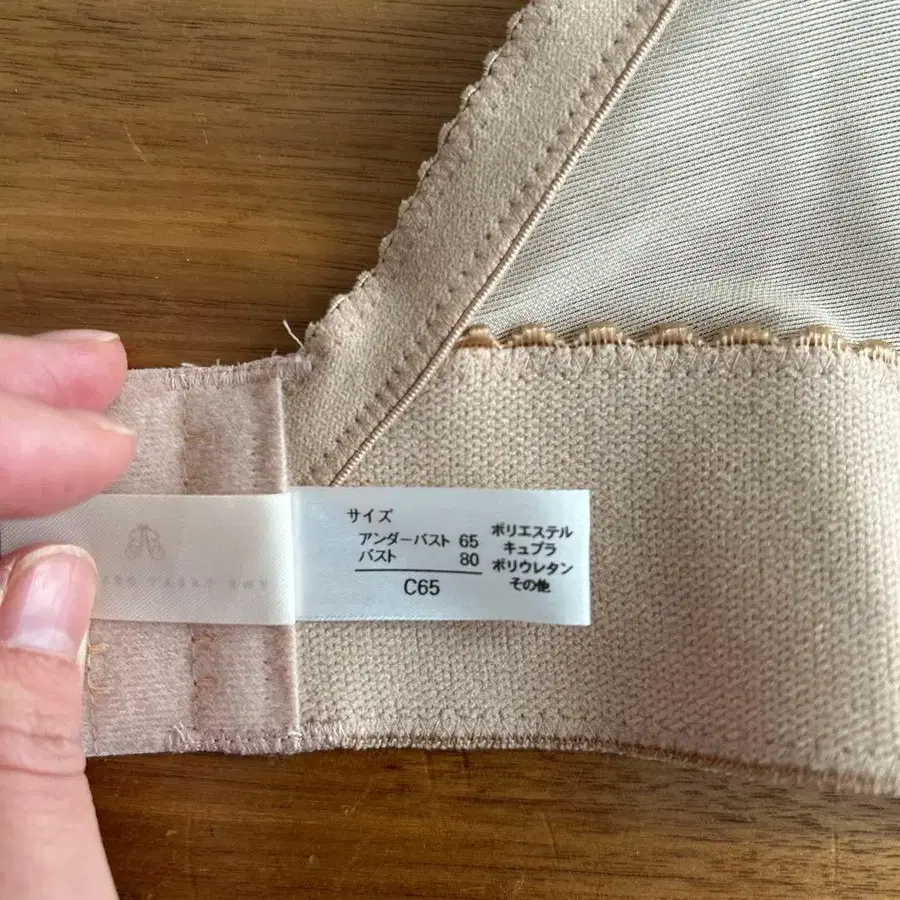 サイズ
アンダーバスト 65
バスト 80
C65
ポリエステル
キュプラ
ポリウレタン
その他